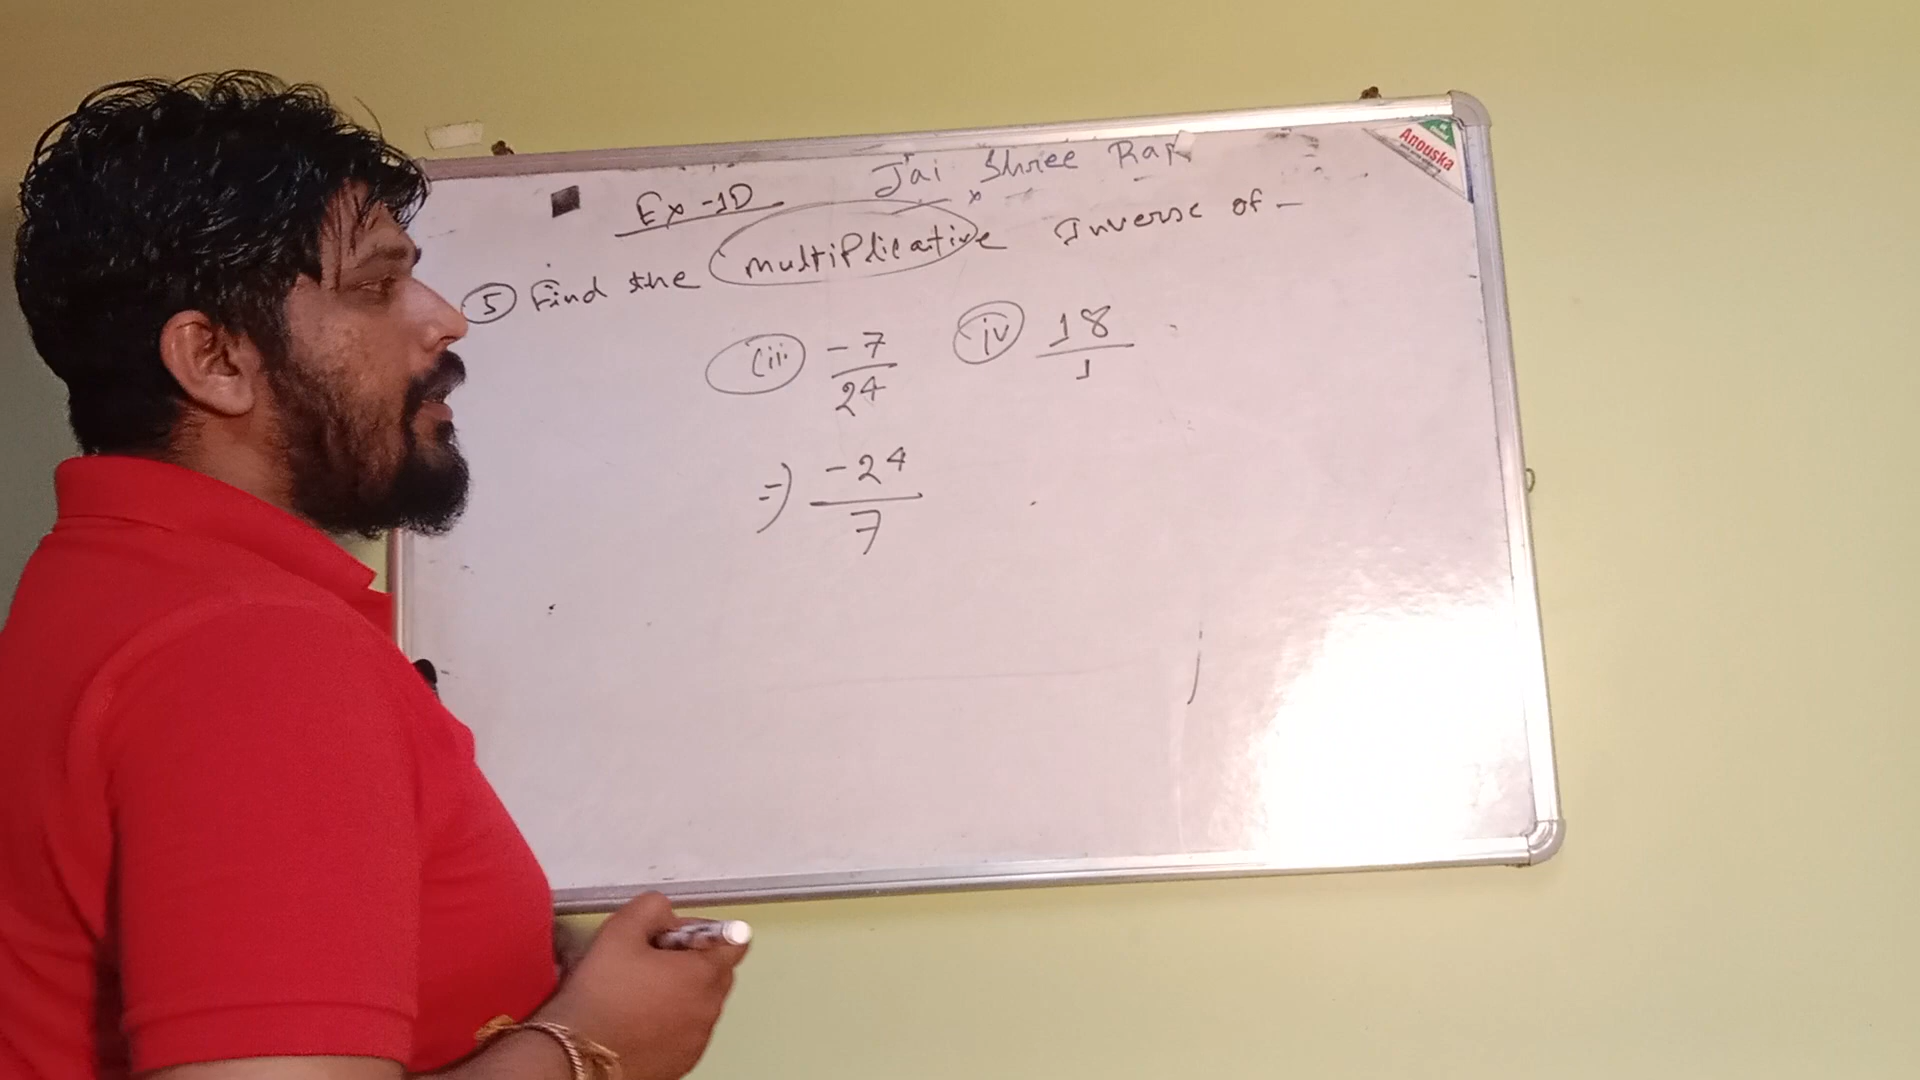 Jai Shree Ram
Ex-1D
5 Find the multiplicative Inverse of -
(iii) -7/24 iv 18/1
=) -24/7
Anouska